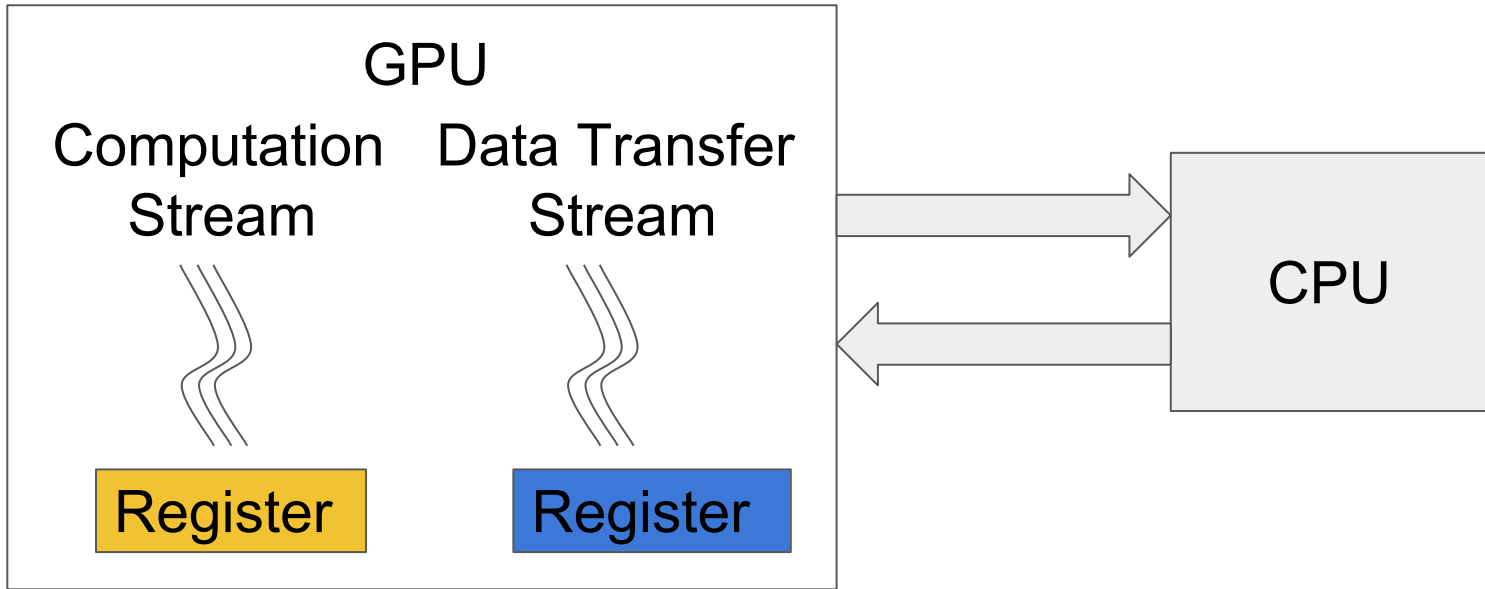 GPU
Computation
Stream
Data Transfer
Stream
Register
Register
CPU